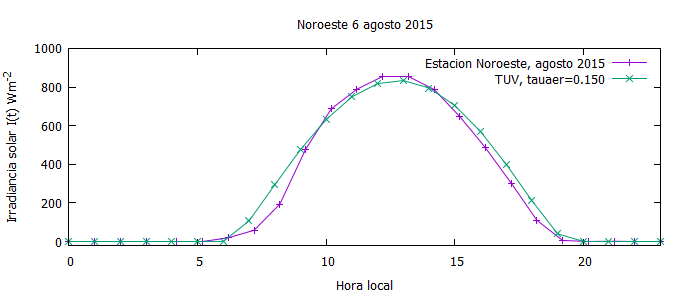 Noroeste 6 agosto 2015
Irradiancia solar I(t) Wm-2
1000
800
600
400
200
0
Estacion Noroeste, agosto 2015
TUV, tauaer=0.150
0 5 10 15 20
Hora local